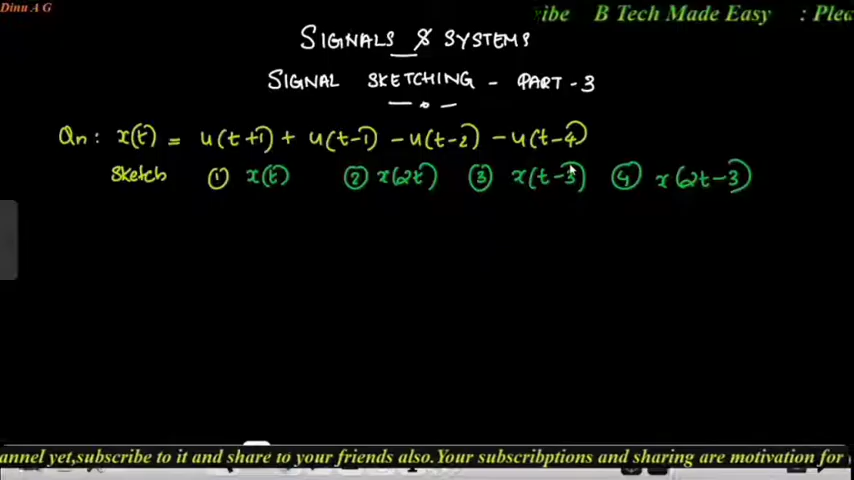 Dinu A G
ibe B Tech Made Easy : Plea
SIGNALS & SYSTEMS
SIGNAL SKETCHING - PART-3
Qn: x(t) = u(t+1) + u(t-1) - u(t-2) - u(t-4)
Sketch ① x(t) ② x(2t) ③ x(t-3) ④ x(2t-3)
annel yet,subscribe to it and share to your friends also.Your subscribptions and sharing are motivation for